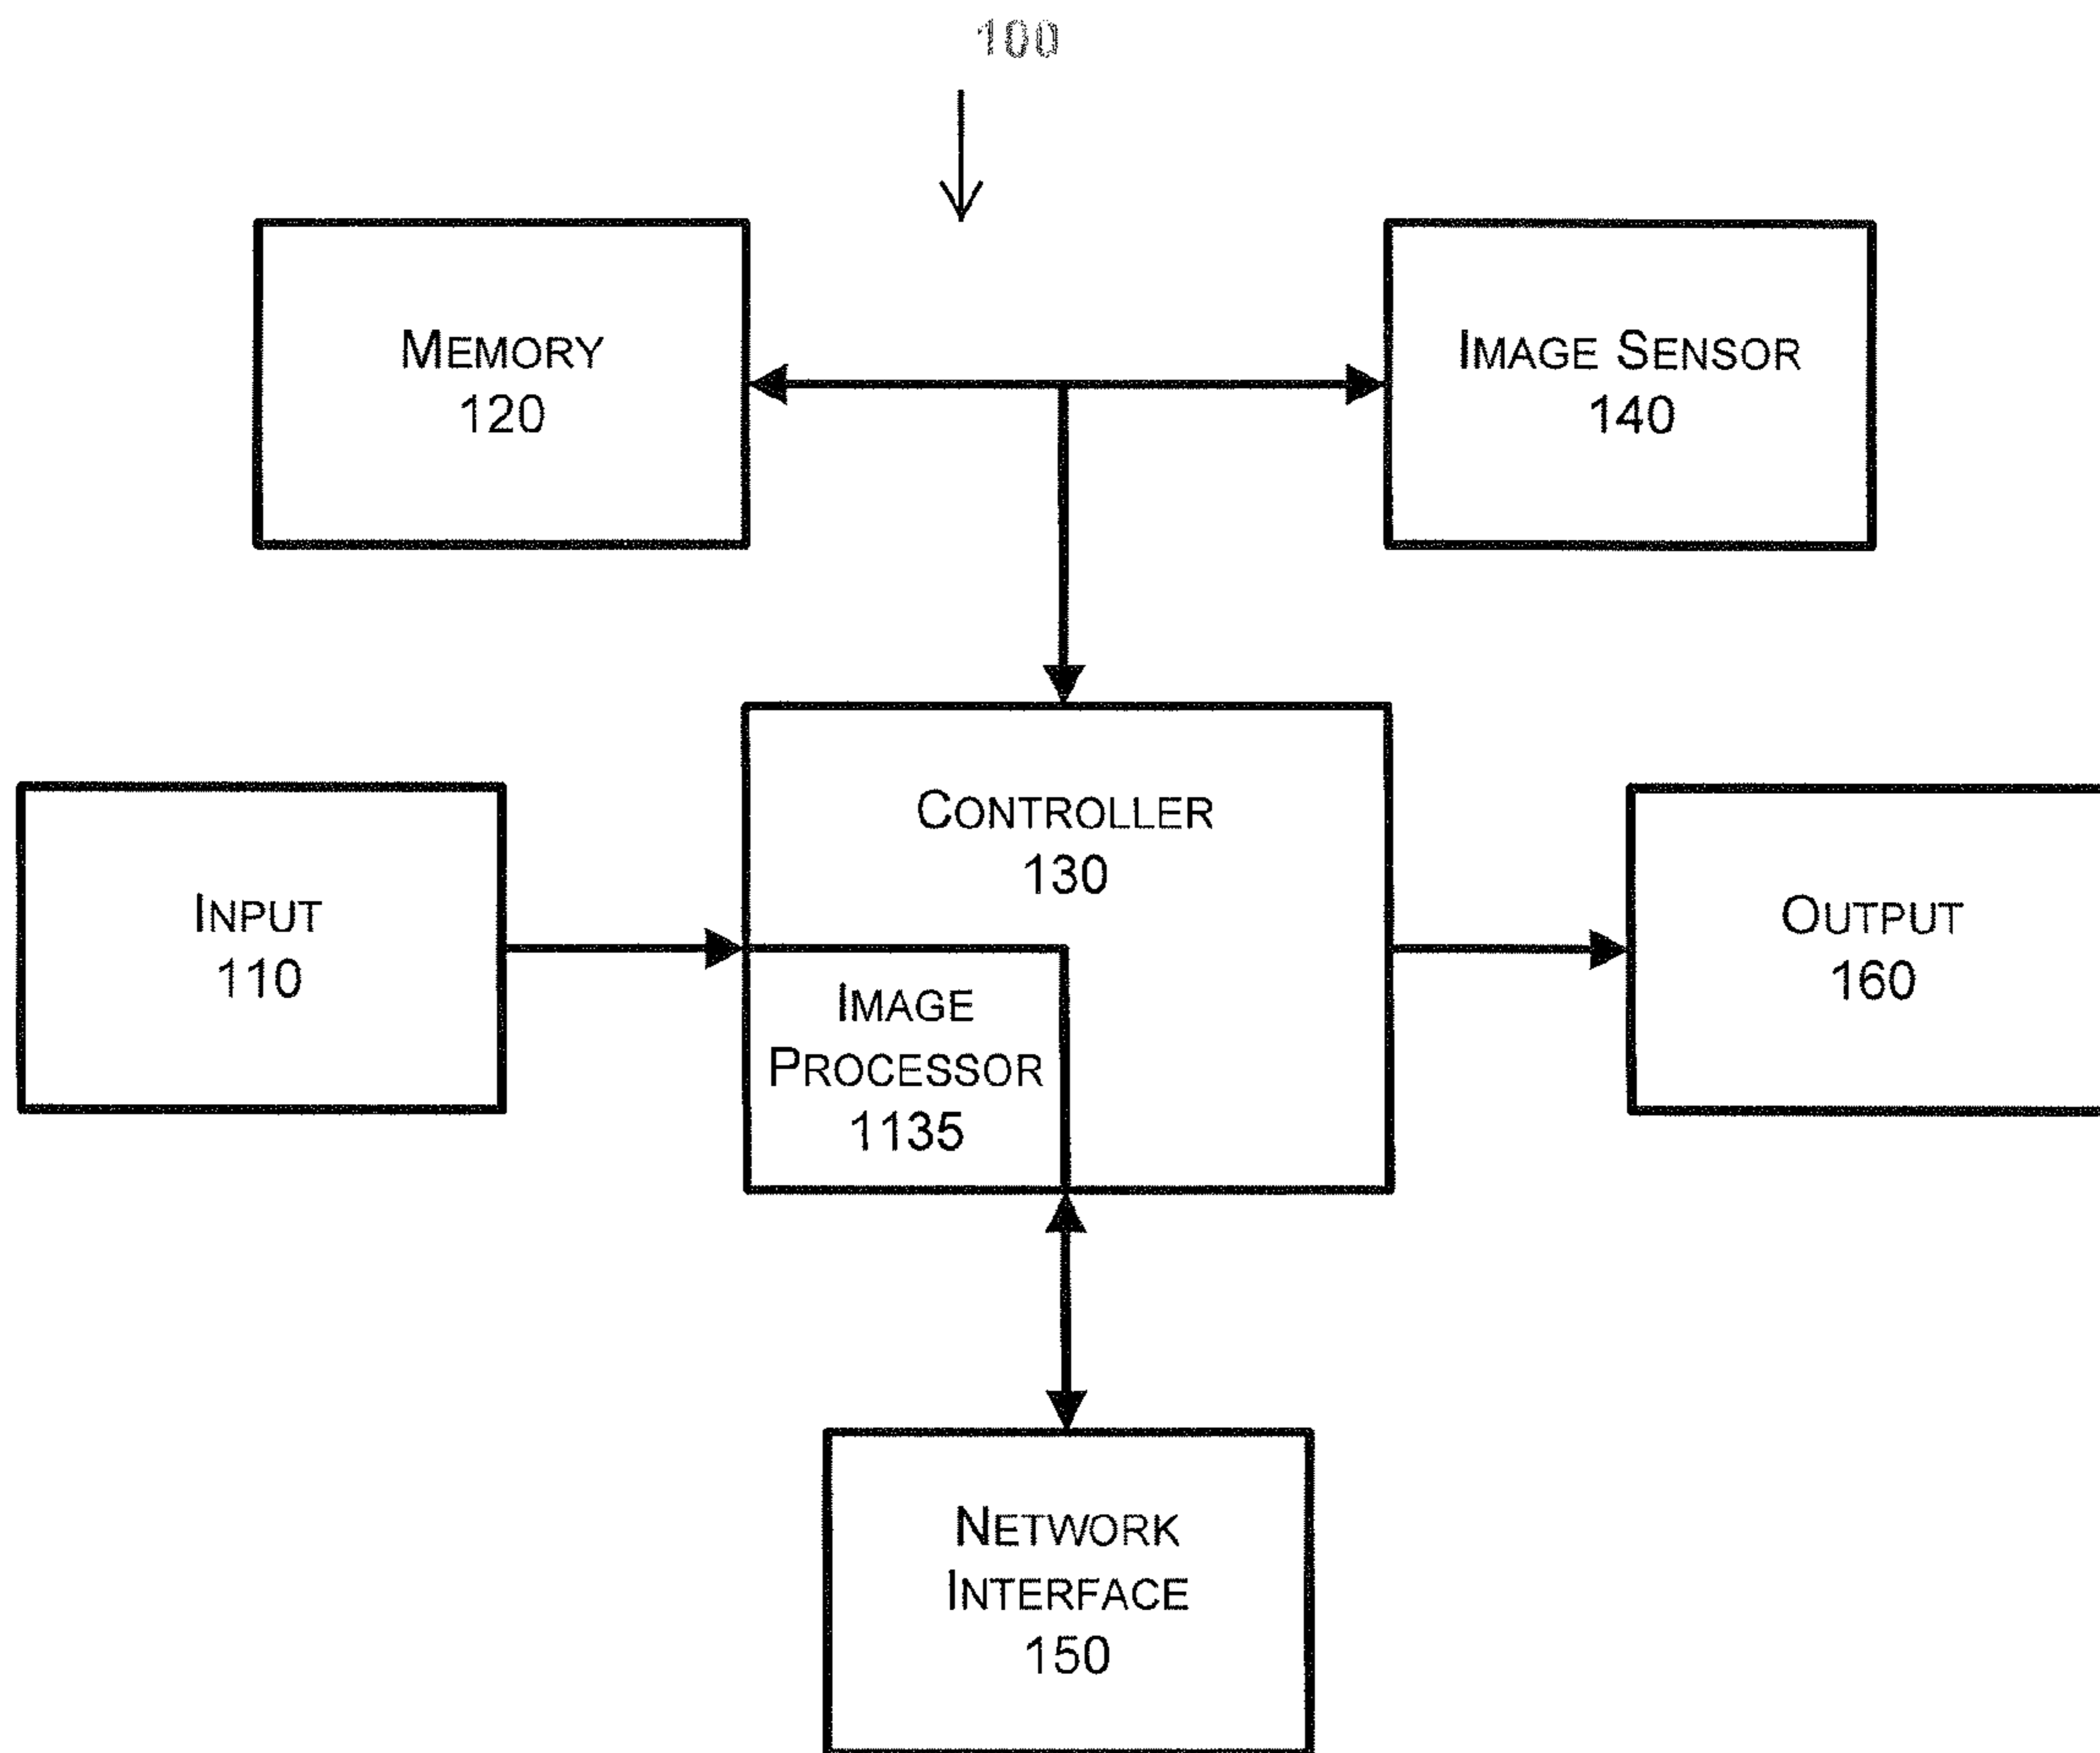 100
MEMORY
120
IMAGE SENSOR
140
CONTROLLER
130
INPUT
110
IMAGE
PROCESSOR
1135
OUTPUT
160
NETWORK
INTERFACE
150